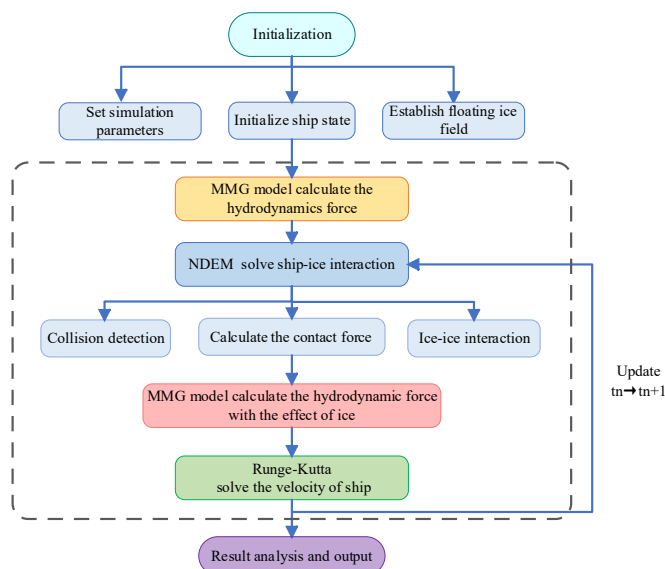 Initialization
Set simulation
parameters
Initialize ship state
Establish floating ice
field
MMG model calculate the
hydrodynamics force
NDEM solve ship-ice interaction
Collision detection
Calculate the contact force
Ice-ice interaction
MMG model calculate the hydrodynamic force
with the effect of ice
Update
tn→tn+1
Runge-Kutta
solve the velocity of ship
Result analysis and output